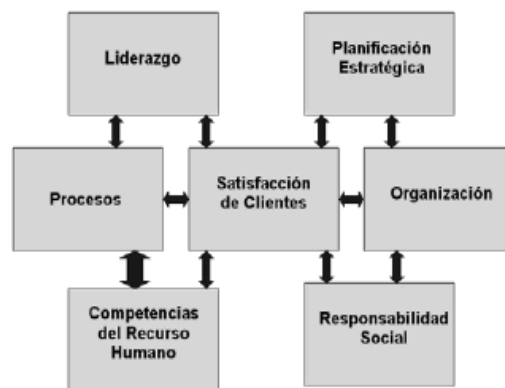 Liderazgo
Planificación
Estratégica
Procesos
Satisfacción
de Clientes
Organización
Competencias
del Recurso
Humano
Responsabilidad
Social